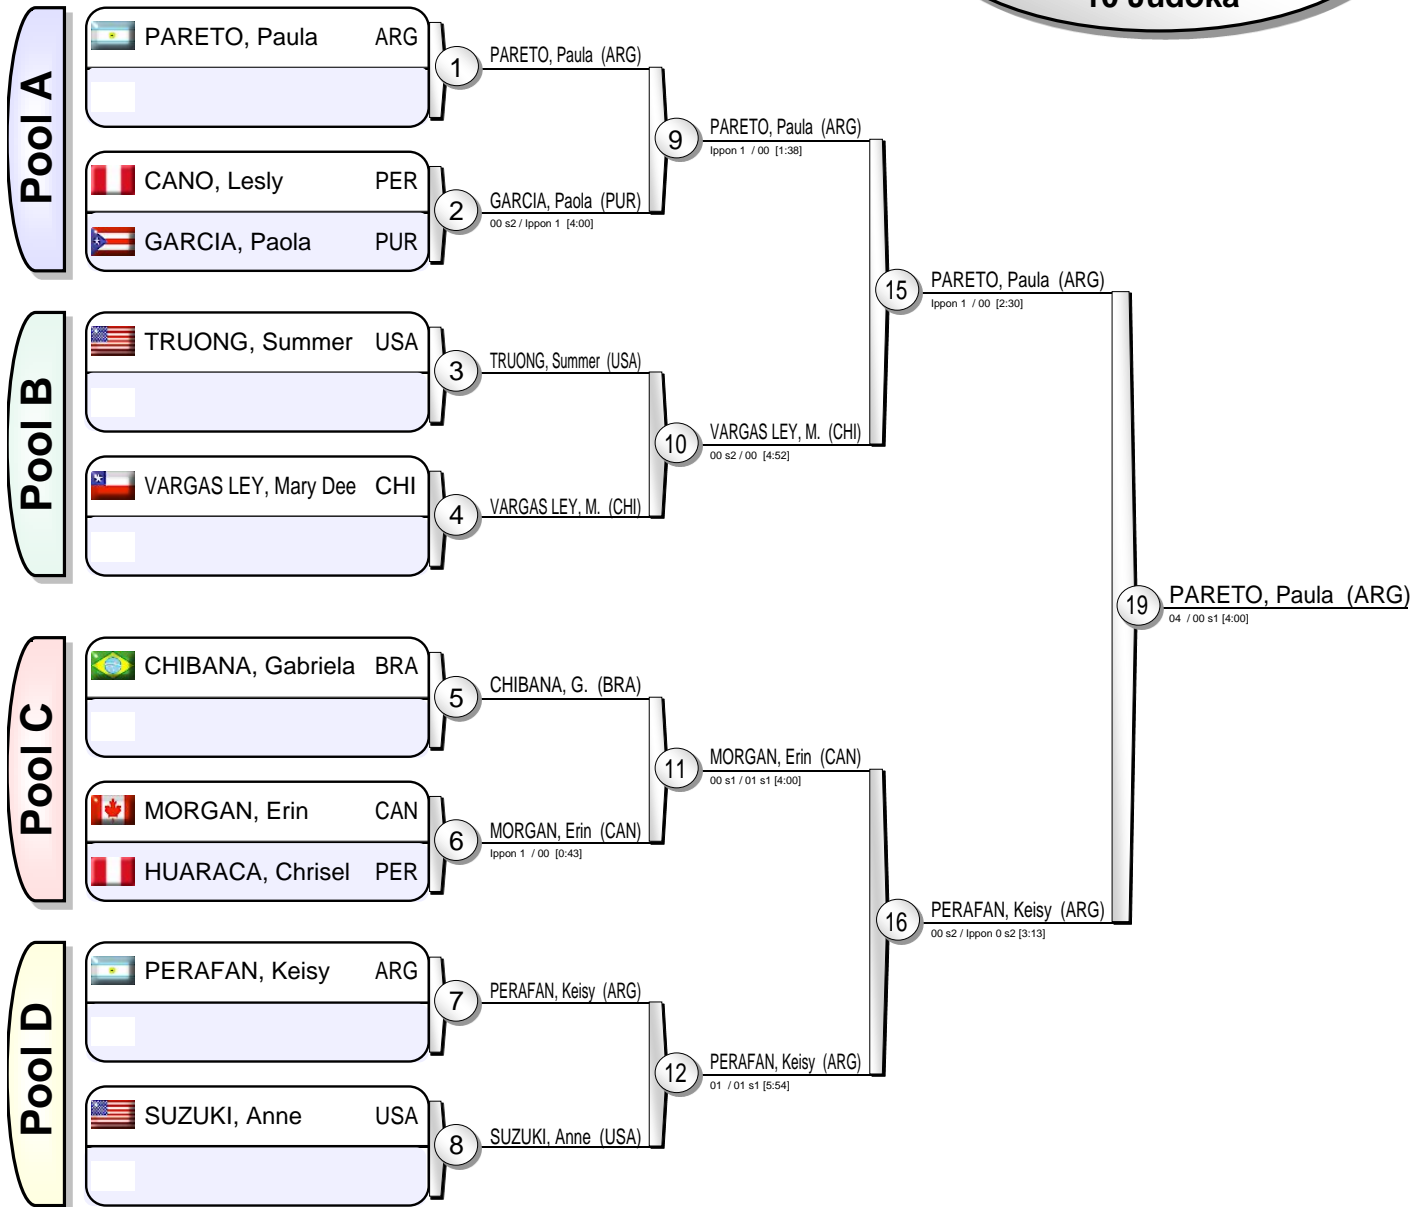 10 Judoka
Pool A
PARETO, Paula ARG
1
PARETO, Paula (ARG)
CANO, Lesly PER
GARCIA, Paola PUR
2
GARCIA, Paola (PUR)
00 s2 / Ippon 1 [4:00]
9
PARETO, Paula (ARG)
Ippon 1 / 00 [1:38]
Pool B
TRUONG, Summer USA
3
TRUONG, Summer (USA)
VARGAS LEY, Mary Dee CHI
4
VARGAS LEY, M. (CHI)
10
VARGAS LEY, M. (CHI)
00 s2 / 00 [4:52]
15
PARETO, Paula (ARG)
Ippon 1 / 00 [2:30]
Pool C
CHIBANA, Gabriela BRA
5
CHIBANA, G. (BRA)
MORGAN, Erin CAN
HUARACA, Chrisel PER
6
MORGAN, Erin (CAN)
Ippon 1 / 00 [0:43]
11
MORGAN, Erin (CAN)
00 s1 / 01 s1 [4:00]
Pool D
PERAFAN, Keisy ARG
7
PERAFAN, Keisy (ARG)
SUZUKI, Anne USA
8
SUZUKI, Anne (USA)
12
PERAFAN, Keisy (ARG)
01 / 01 s1 [5:54]
16
PERAFAN, Keisy (ARG)
00 s2 / Ippon 0 s2 [3:13]
19
PARETO, Paula (ARG)
04 / 00 s1 [4:00]